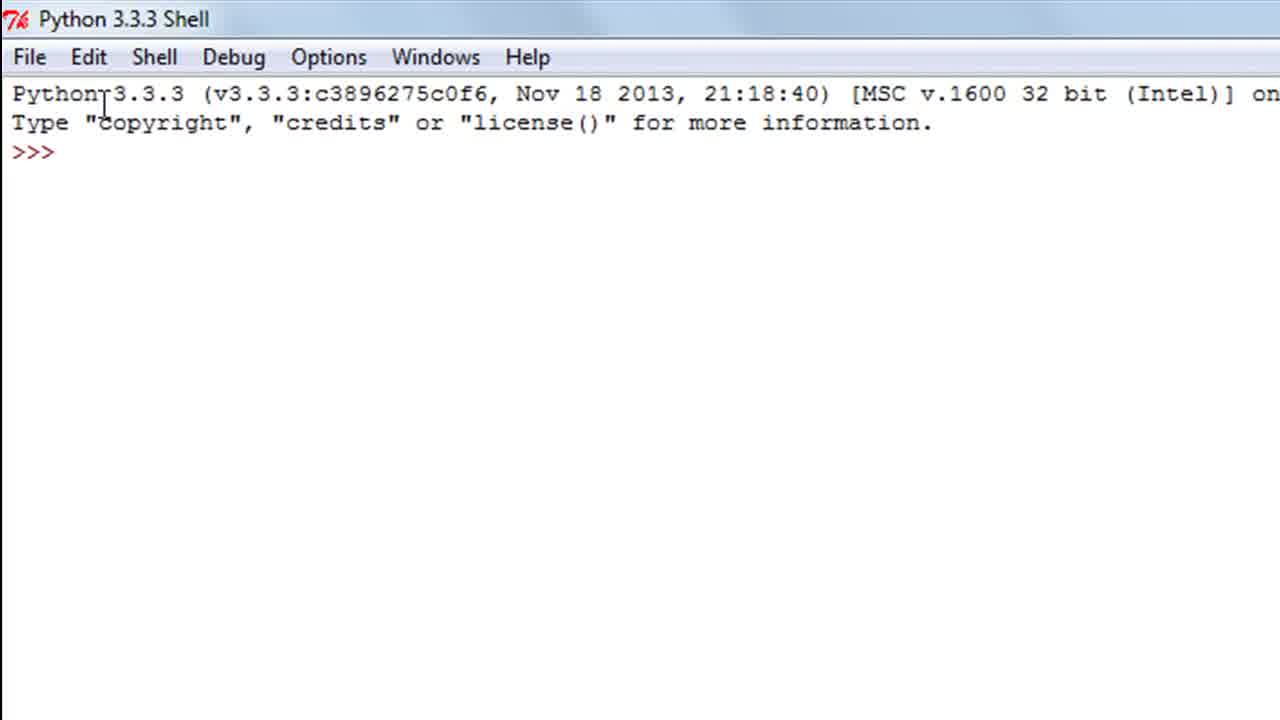 Python 3.3.3 Shell
File Edit Shell Debug Options Windows Help
Python 3.3.3 (v3.3.3:c3896275c0f6, Nov 18 2013, 21:18:40) [MSC v.1600 32 bit (Intel)] on
Type "copyright", "credits" or "license()" for more information.
>>>